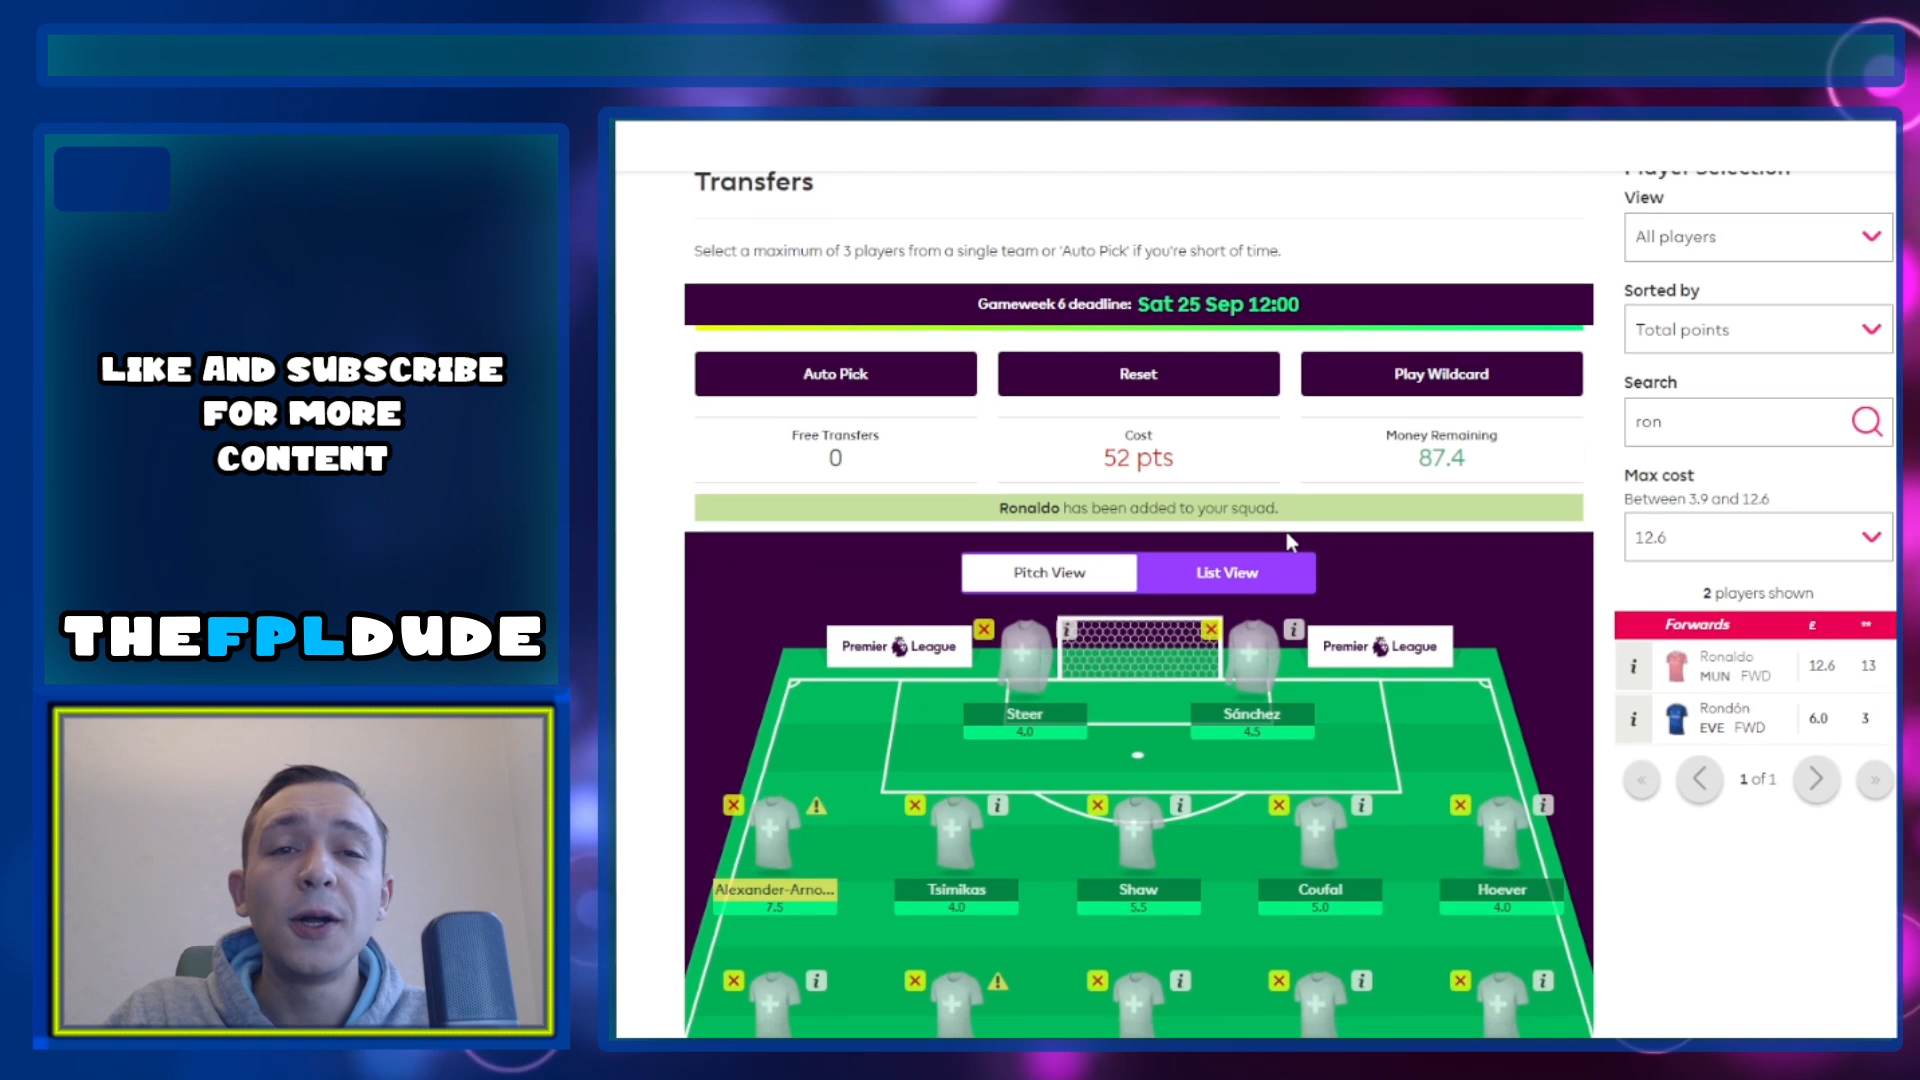 LIKE AND SUBSCRIBE
FOR MORE
CONTENT
THEFPLDUDE
Transfers
Select a maximum of 3 players from a single team or 'Auto Pick' if you're short of time.
Gameweek 6 deadline: Sat 25 Sep 12:00
Auto Pick
Reset
Play Wildcard
Free Transfers
0
Cost
52 pts
Money Remaining
87.4
Ronaldo has been added to your squad.
Pitch View
List View
Premier League
Premier League
Steer
4.0
Sánchez
4.5
Alexander-Arno...
7.5
Tsimikas
4.0
Shaw
5.5
Coufal
5.0
Hoever
4.0
Player Selection
View
All players
Sorted by
Total points
Search
ron
Max cost
Between 3.9 and 12.6
12.6
2 players shown
Forwards £ **
Ronaldo
MUN FWD
12.6 13
Rondón
EVE FWD
6.0 3
1 of 1